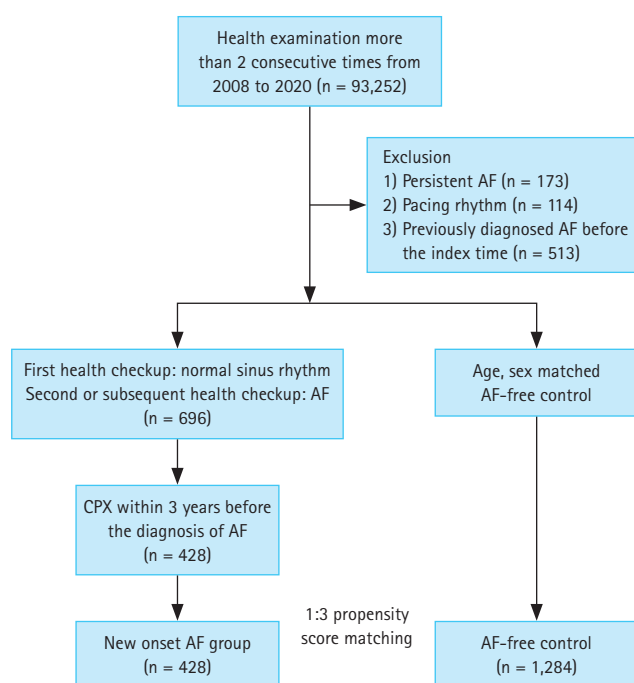 Health examination more
than 2 consecutive times from
2008 to 2020 (n = 93,252)
Exclusion
1) Persistent AF (n = 173)
2) Pacing rhythm (n = 114)
3) Previously diagnosed AF before
the index time (n = 513)
First health checkup: normal sinus rhythm
Second or subsequent health checkup: AF
(n = 696)
Age, sex matched
AF-free control
CPX within 3 years before
the diagnosis of AF
(n = 428)
1:3 propensity
score matching
New onset AF group
(n = 428)
AF-free control
(n = 1,284)